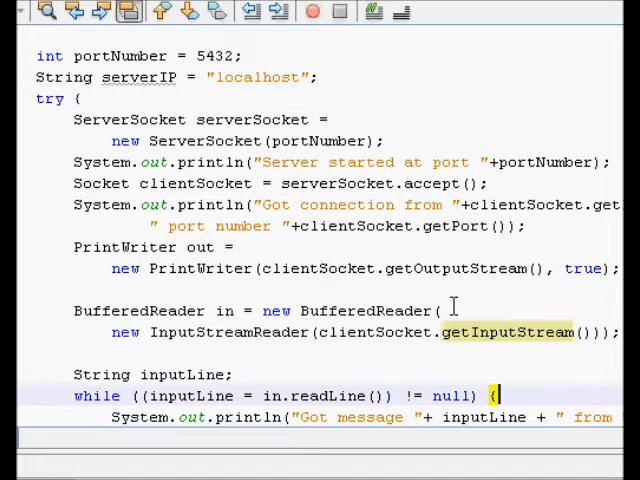 int portNumber = 5432;
String serverIP = "localhost";
try {
ServerSocket serverSocket =
new ServerSocket(portNumber);
System.out.println("Server started at port "+portNumber);
Socket clientSocket = serverSocket.accept();
System.out.println("Got connection from "+clientSocket.get
" port number "+clientSocket.getPort());
PrintWriter out =
new PrintWriter(clientSocket.getOutputStream(), true);
BufferedReader in = new BufferedReader(
new InputStreamReader(clientSocket.getInputStream()));
String inputLine;
while ((inputLine = in.readLine()) != null) {
System.out.println("Got message "+ inputLine + " from